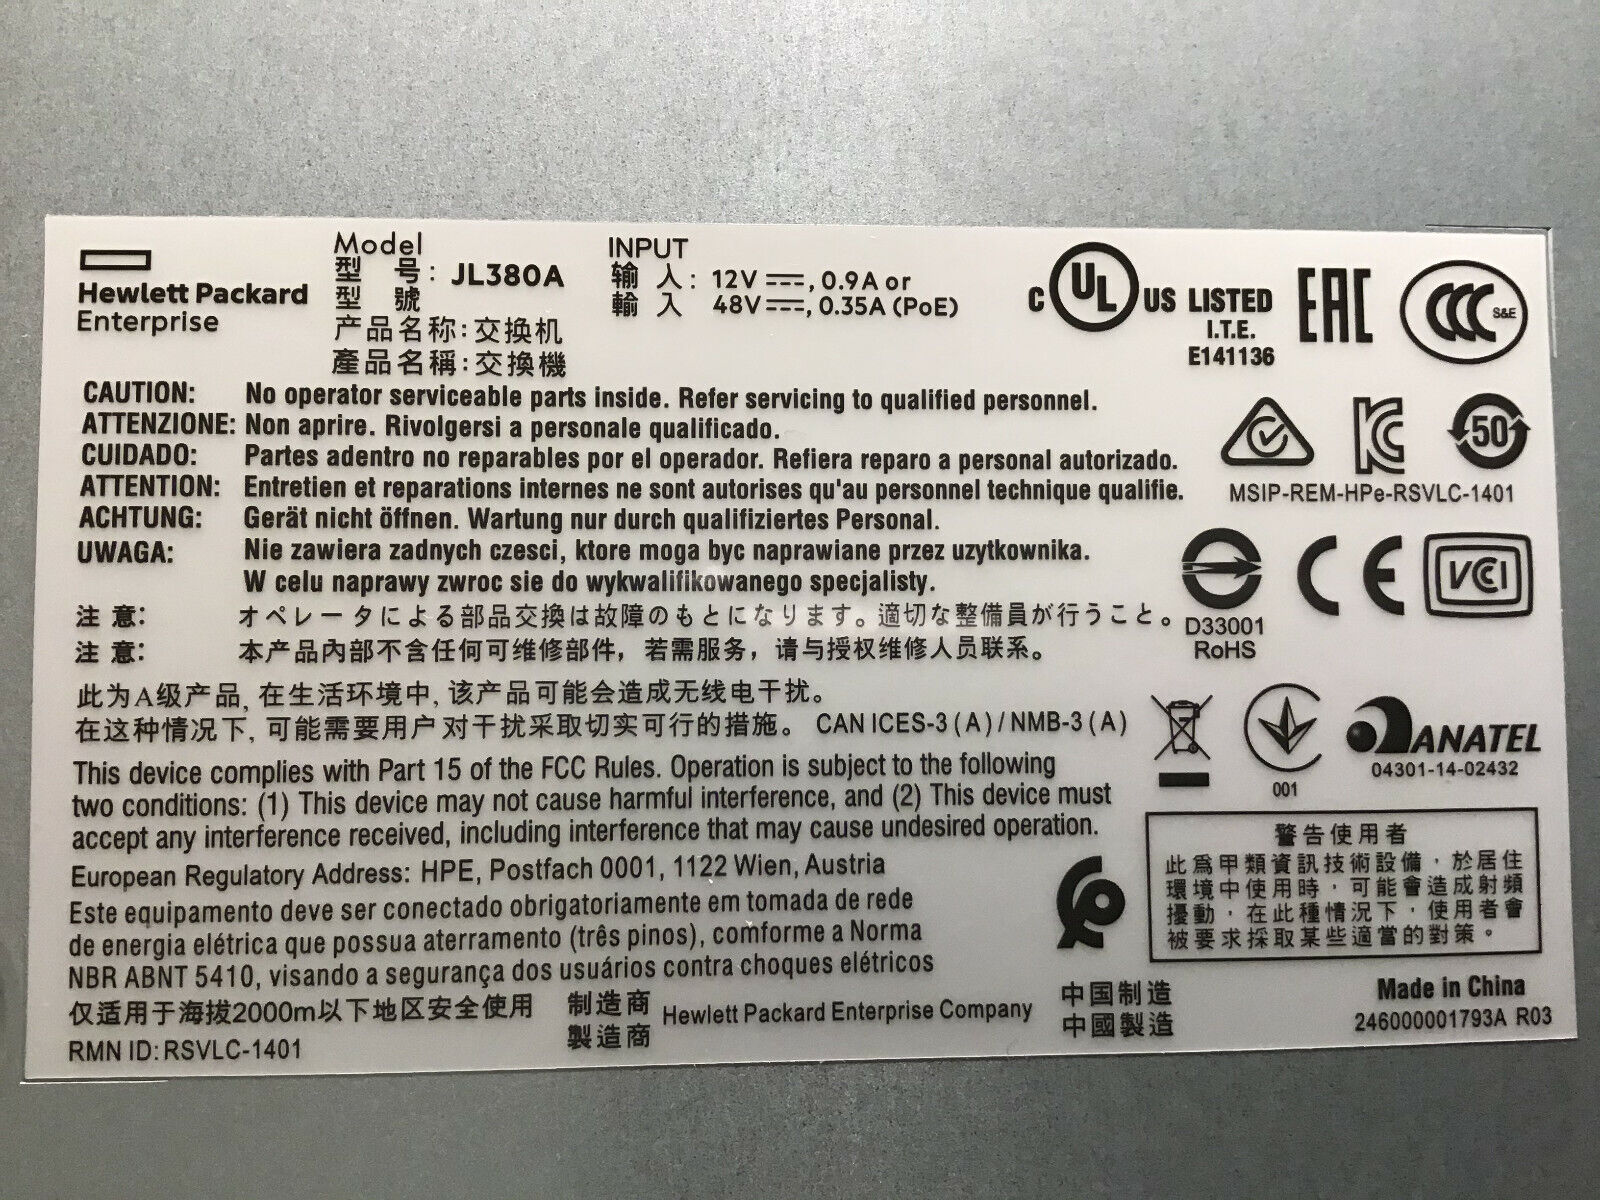 Hewlett Packard
Enterprise
Model
型 号: JL380A
型 號
产品名称:交换机
產品名稱:交換機
INPUT
输 入: 12V ⎓, 0.9A or
輸 入 48V ⎓, 0.35A (PoE)
C UL US LISTED
I.T.E.
E141136
EAC
CCC S&E
CAUTION: No operator serviceable parts inside. Refer servicing to qualified personnel.
ATTENZIONE: Non aprire. Rivolgersi a personale qualificado.
CUIDADO: Partes adentro no reparables por el operador. Refiera reparo a personal autorizado.
ATTENTION: Entretien et reparations internes ne sont autorises qu'au personnel technique qualifie.
ACHTUNG: Gerät nicht öffnen. Wartung nur durch qualifiziertes Personal.
UWAGA: Nie zawiera zadnych czesci, ktore moga byc naprawiane przez uzytkownika.
W celu naprawy zwroc sie do wykwalifikowanego specjalisty.
注 意: オペレータによる部品交換は故障のもとになります。適切な整備員が行うこと。
注 意: 本产品内部不含任何可维修部件，若需服务，请与授权维修人员联系。
此为A级产品, 在生活环境中, 该产品可能会造成无线电干扰。
在这种情况下, 可能需要用户对干扰采取切实可行的措施。 CAN ICES-3 (A) / NMB-3 (A)
This device complies with Part 15 of the FCC Rules. Operation is subject to the following
two conditions: (1) This device may not cause harmful interference, and (2) This device must
accept any interference received, including interference that may cause undesired operation.
European Regulatory Address: HPE, Postfach 0001, 1122 Wien, Austria
Este equipamento deve ser conectado obrigatoriamente em tomada de rede
de energia elétrica que possua aterramento (três pinos), comforme a Norma
NBR ABNT 5410, visando a segurança dos usuários contra choques elétricos
仅适用于海拔2000m以下地区安全使用
RMN ID: RSVLC-1401
制造商
製造商
Hewlett Packard Enterprise Company
KC
50
MSIP-REM-HPe-RSVLC-1401
D33001
RoHS
CE
VCI
001
ANATEL
04301-14-02432
警告使用者
此為甲類資訊技術設備，於居住
環境中使用時，可能會造成射頻
擾動，在此種情況下，使用者會
被要求採取某些適當的對策。
中国制造
中國製造
Made in China
246000001793A R03